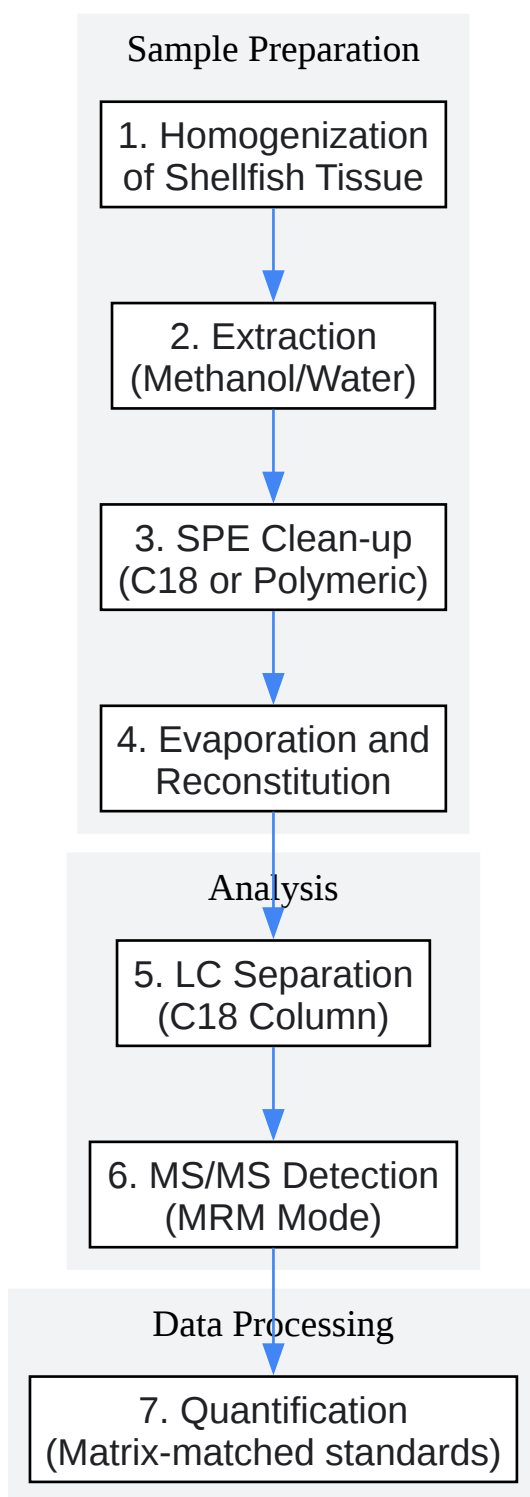 Sample Preparation
1. Homogenization
of Shellfish Tissue
2. Extraction
(Methanol/Water)
3. SPE Clean-up
(C18 or Polymeric)
4. Evaporation and
Reconstitution
Analysis
5. LC Separation
(C18 Column)
6. MS/MS Detection
(MRM Mode)
Data Processing
7. Quantification
(Matrix-matched standards)